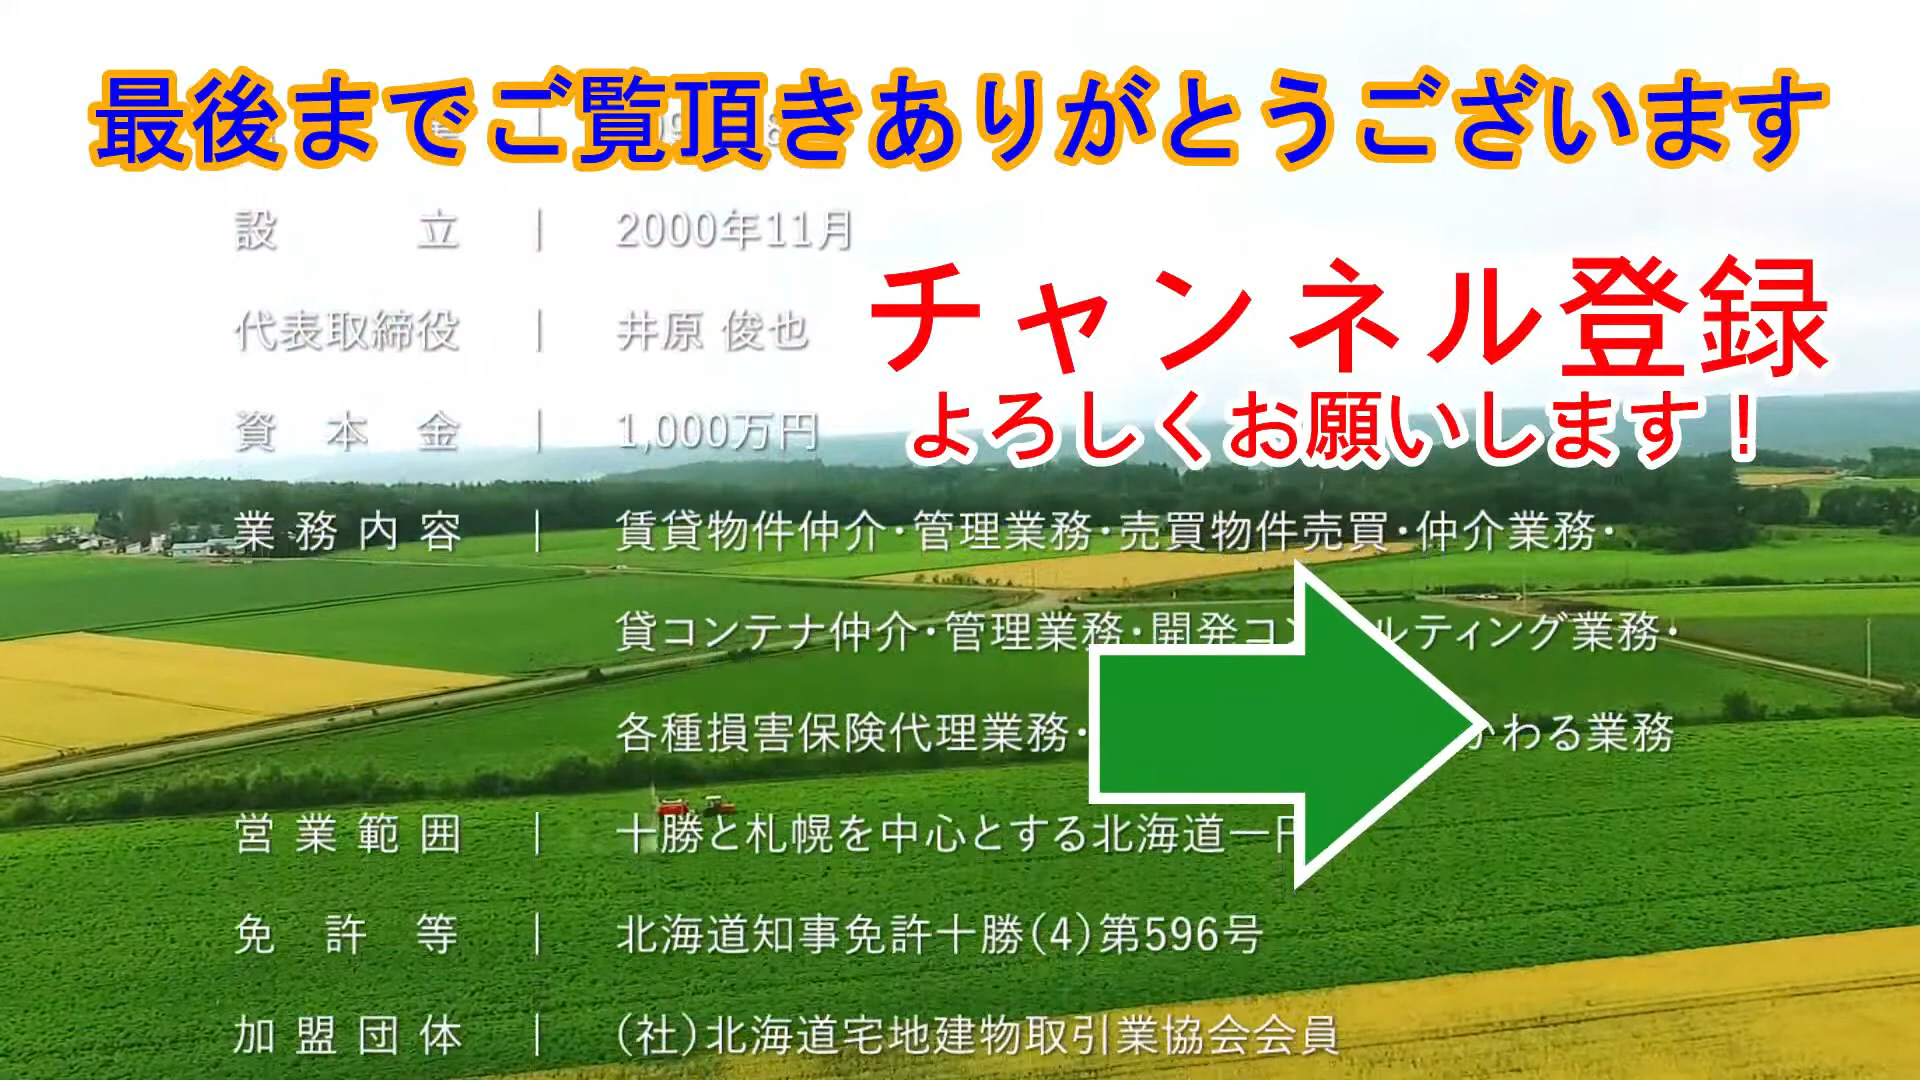 最後までご覧頂きありがとうございます
設立 | 2000年11月
チャンネル登録
代表取締役 | 井原 俊也
資本金 | 1,000万円
よろしくお願いします！
業務内容 | 賃貸物件仲介・管理業務・売買物件売買・仲介業務・
貸コンテナ仲介・管理業務・開発コン ルティング業務・
各種損害保険代理業務・ わる業務
営業範囲 | 十勝と札幌を中心とする北海道一円
免許等 | 北海道知事免許十勝(4)第596号
加盟団体 | (社)北海道宅地建物取引業協会会員